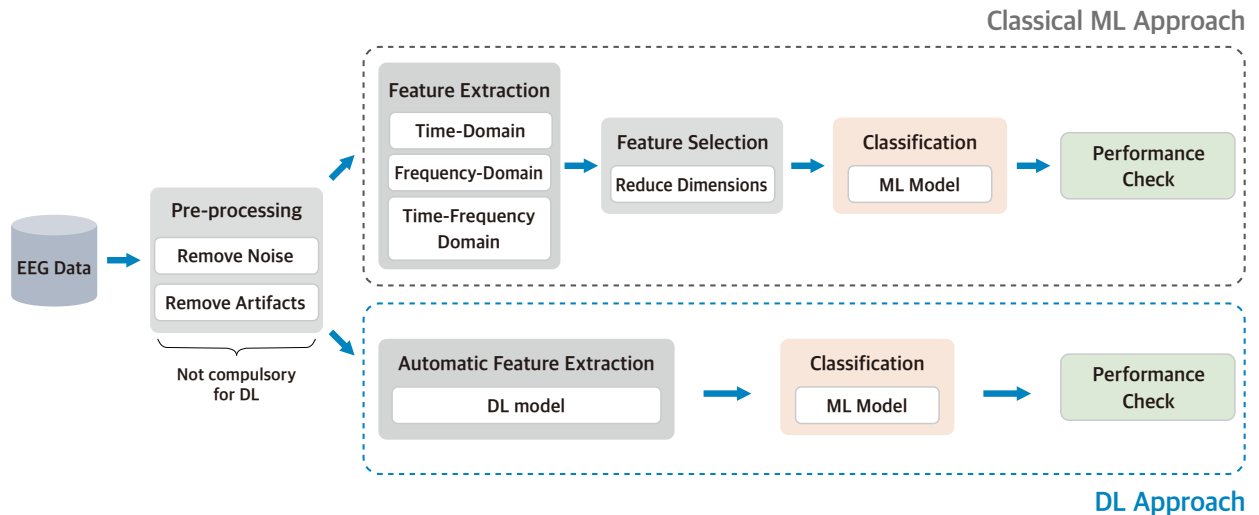 Classical ML Approach
EEG Data
Pre-processing
Remove Noise
Remove Artifacts
Not compulsory
for DL
Feature Extraction
Time-Domain
Frequency-Domain
Time-Frequency
Domain
Feature Selection
Reduce Dimensions
Classification
ML Model
Performance
Check
Automatic Feature Extraction
DL model
Classification
ML Model
Performance
Check
DL Approach